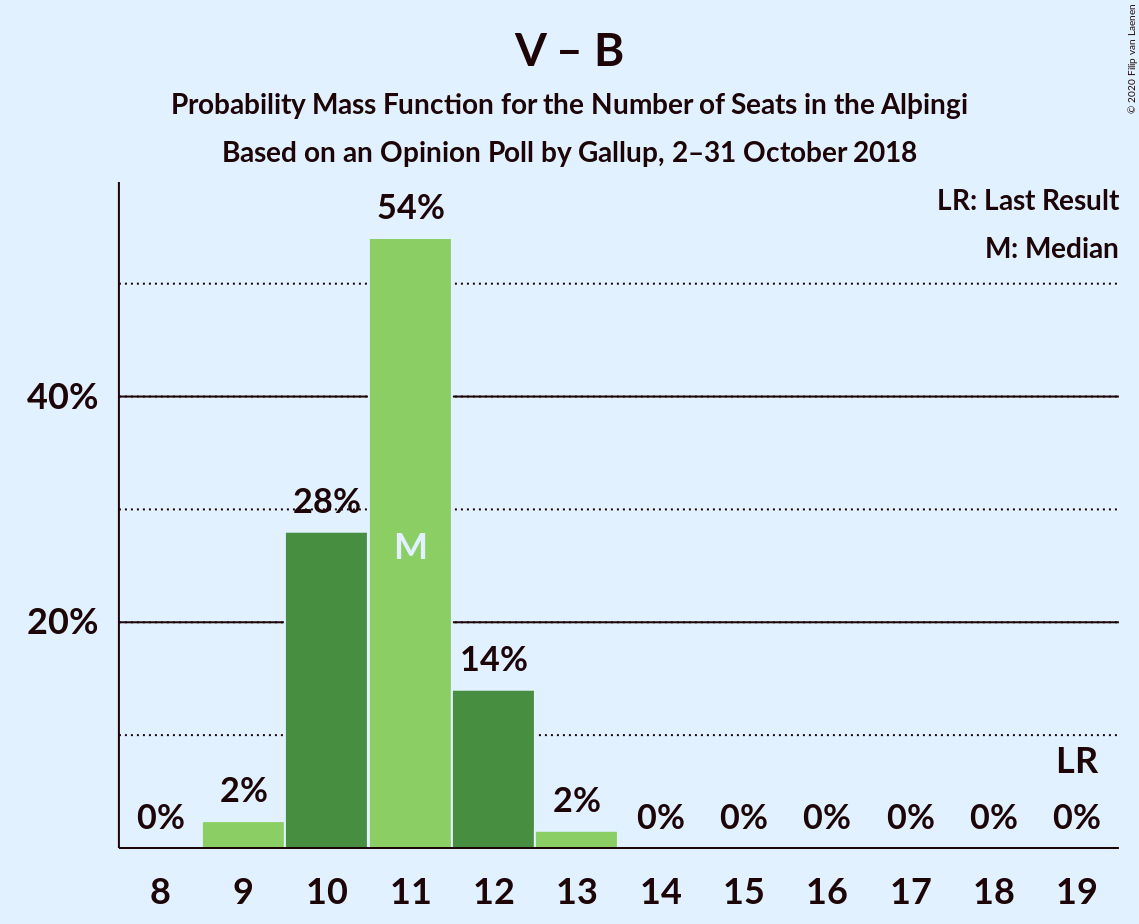 V – B
Probability Mass Function for the Number of Seats in the Alþingi
Based on an Opinion Poll by Gallup, 2–31 October 2018
© 2020 Filip van Laenen
LR: Last Result
M: Median
54%
40%
28%
M
20%
14%
LR
0% 2% 2% 0% 0% 0% 0% 0% 0%
8 9 10 11 12 13 14 15 16 17 18 19